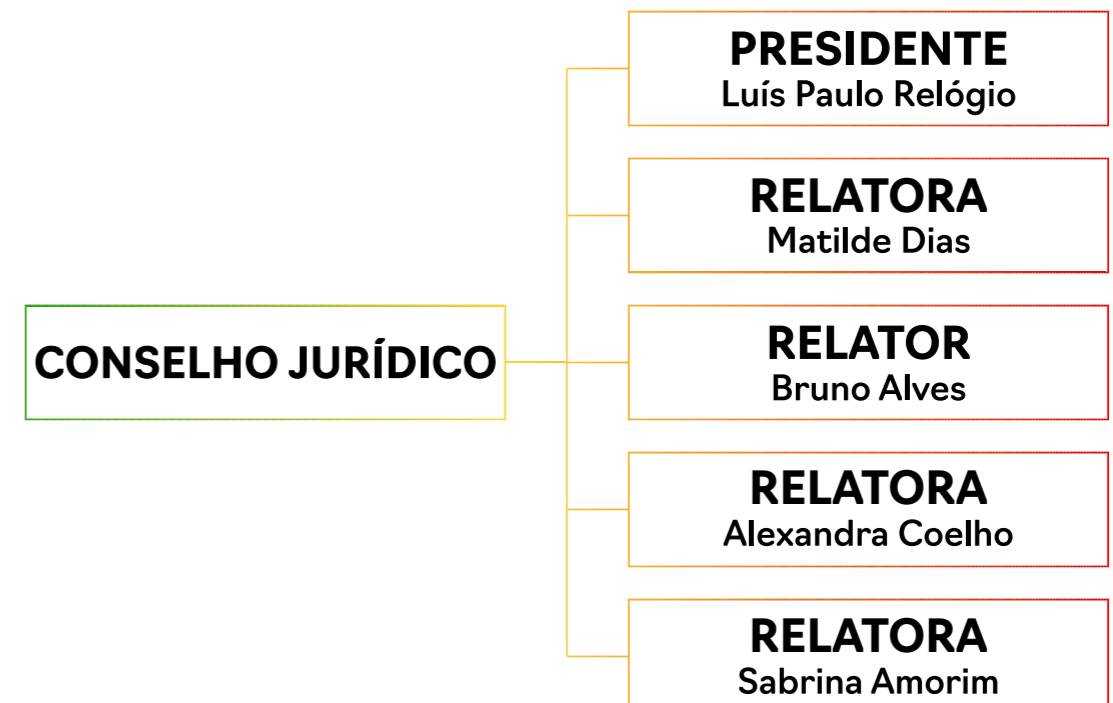 PRESIDENTE
Luís Paulo Relógio
RELATORA
Matilde Dias
CONSELHO JURÍDICO
RELATOR
Bruno Alves
RELATORA
Alexandra Coelho
RELATORA
Sabrina Amorim